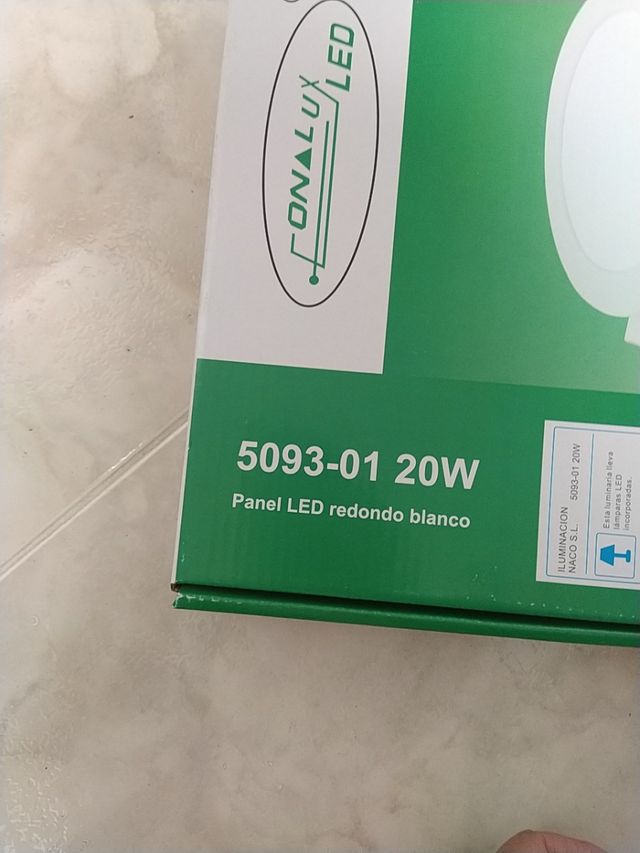 ONALUX
LED
5093-01 20W
Panel LED redondo blanco
ILUMINACION 5093-01 20W
NACO S.L.
Esta luminaria lleva
lámparas LED
incorporadas.